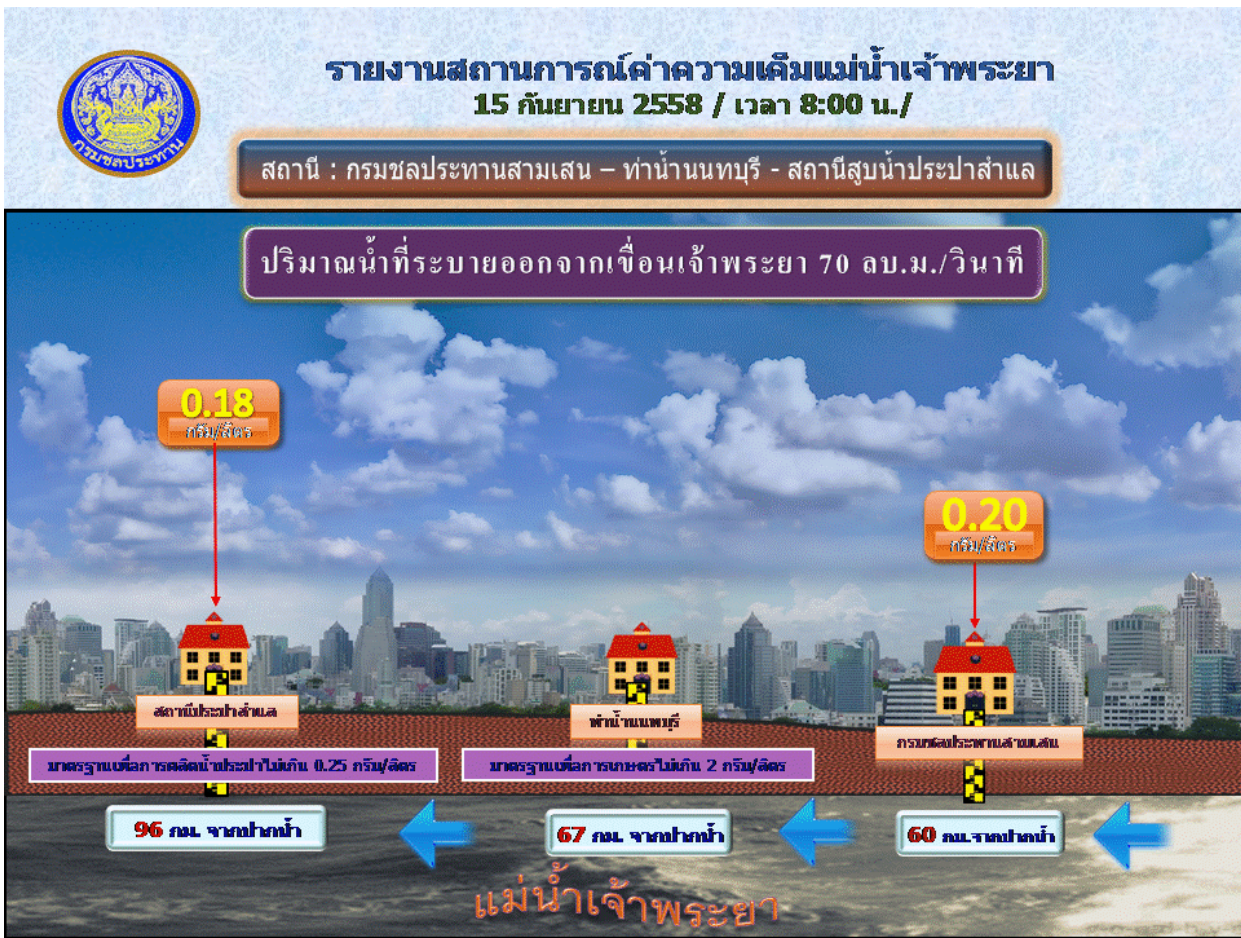 รายงานสถานการณ์ค่าความเค็มแม่น้ำเจ้าพระยา
15 กันยายน 2558 / เวลา 8:00 น./
กรมชลประทาน
สถานี : กรมชลประทานสามเสน – ท่าน้ำนนทบุรี - สถานีสูบน้ำประปาสำแล
ปริมาณน้ำที่ระบายออกจากเขื่อนเจ้าพระยา 70 ลบ.ม./วินาที
0.18
กรัม/ลิตร
0.20
กรัม/ลิตร
สถานีประปาสำแล
ท่าน้ำนนทบุรี
กรมชลประทานสามเสน
มาตรฐานเพื่อการผลิตน้ำประปาไม่เกิน 0.25 กรัม/ลิตร
มาตรฐานเพื่อการเกษตรไม่เกิน 2 กรัม/ลิตร
96 กม. จากปากน้ำ
67 กม. จากปากน้ำ
60 กม.จากปากน้ำ
แม่น้ำเจ้าพระยา